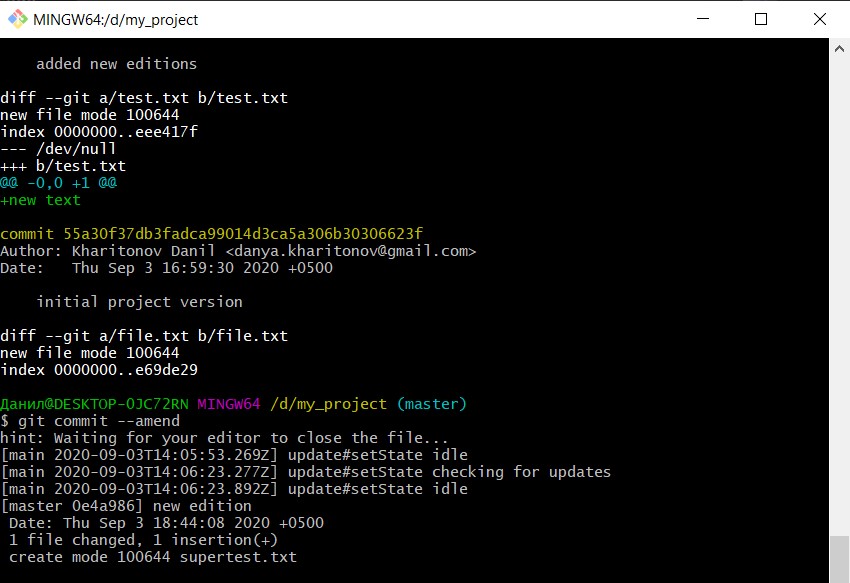 MINGW64:/d/my_project
added new editions
diff --git a/test.txt b/test.txt
new file mode 100644
index 0000000..eee417f
--- /dev/null
+++ b/test.txt
@@ -0,0 +1 @@
+new text
commit 55a30f37db3fadca99014d3ca5a306b30306623f
Author: Kharitonov Danil <danya.kharitonov@gmail.com>
Date:   Thu Sep 3 16:59:30 2020 +0500
initial project version
diff --git a/file.txt b/file.txt
new file mode 100644
index 0000000..e69de29
Данил@DESKTOP-0JC72RN MINGW64 /d/my_project (master)
$ git commit --amend
hint: Waiting for your editor to close the file...
[main 2020-09-03T14:05:53.269Z] update#setState idle
[main 2020-09-03T14:06:23.277Z] update#setState checking for updates
[main 2020-09-03T14:06:23.892Z] update#setState idle
[master 0e4a986] new edition
Date: Thu Sep 3 18:44:08 2020 +0500
1 file changed, 1 insertion(+)
create mode 100644 supertest.txt